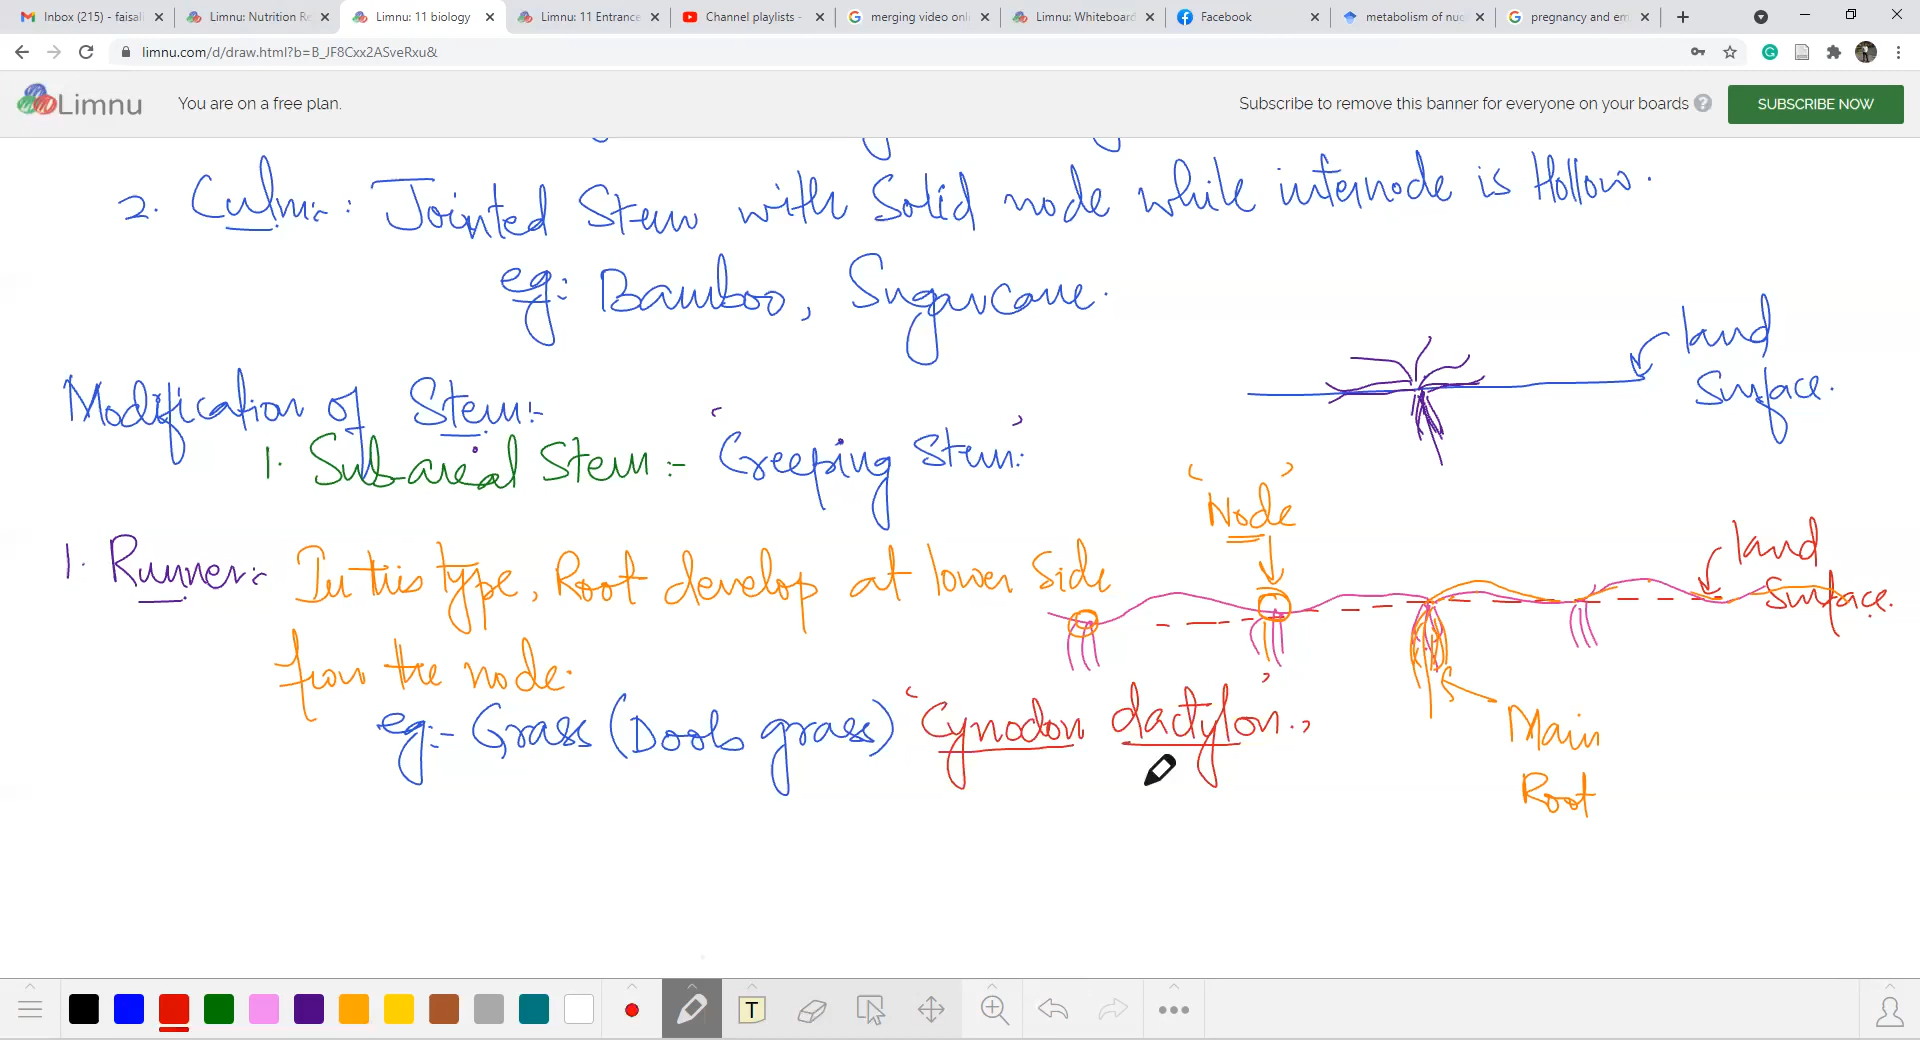 Inbox (215) - faisall
Limnu: Nutrition Re
Limnu: 11 biology
Limnu: 11 Entrance
Channel playlists -
merging video onl
Limnu: Whiteboard
Facebook
metabolism of nuc
pregnancy and em
limnu.com/d/draw.html?b=B_JF8Cxx2ASveRxu&
Limnu
You are on a free plan.
Subscribe to remove this banner for everyone on your boards
SUBSCRIBE NOW
2. Culm:- : Jointed Stem with Solid node while internode is Hollow.
eg:- Bamboo, Sugarcane.
land
Surface.
Modification of Stem:-
1. Sub-areial Stem :- 'Creeping Stem:'
'Node'
land
Surface.
1. Runner:- In this type, Root develop at lower side
from the node.
eg:- Grass (Doob grass) 'Cynodon dactylon.,'
Main
Root
T